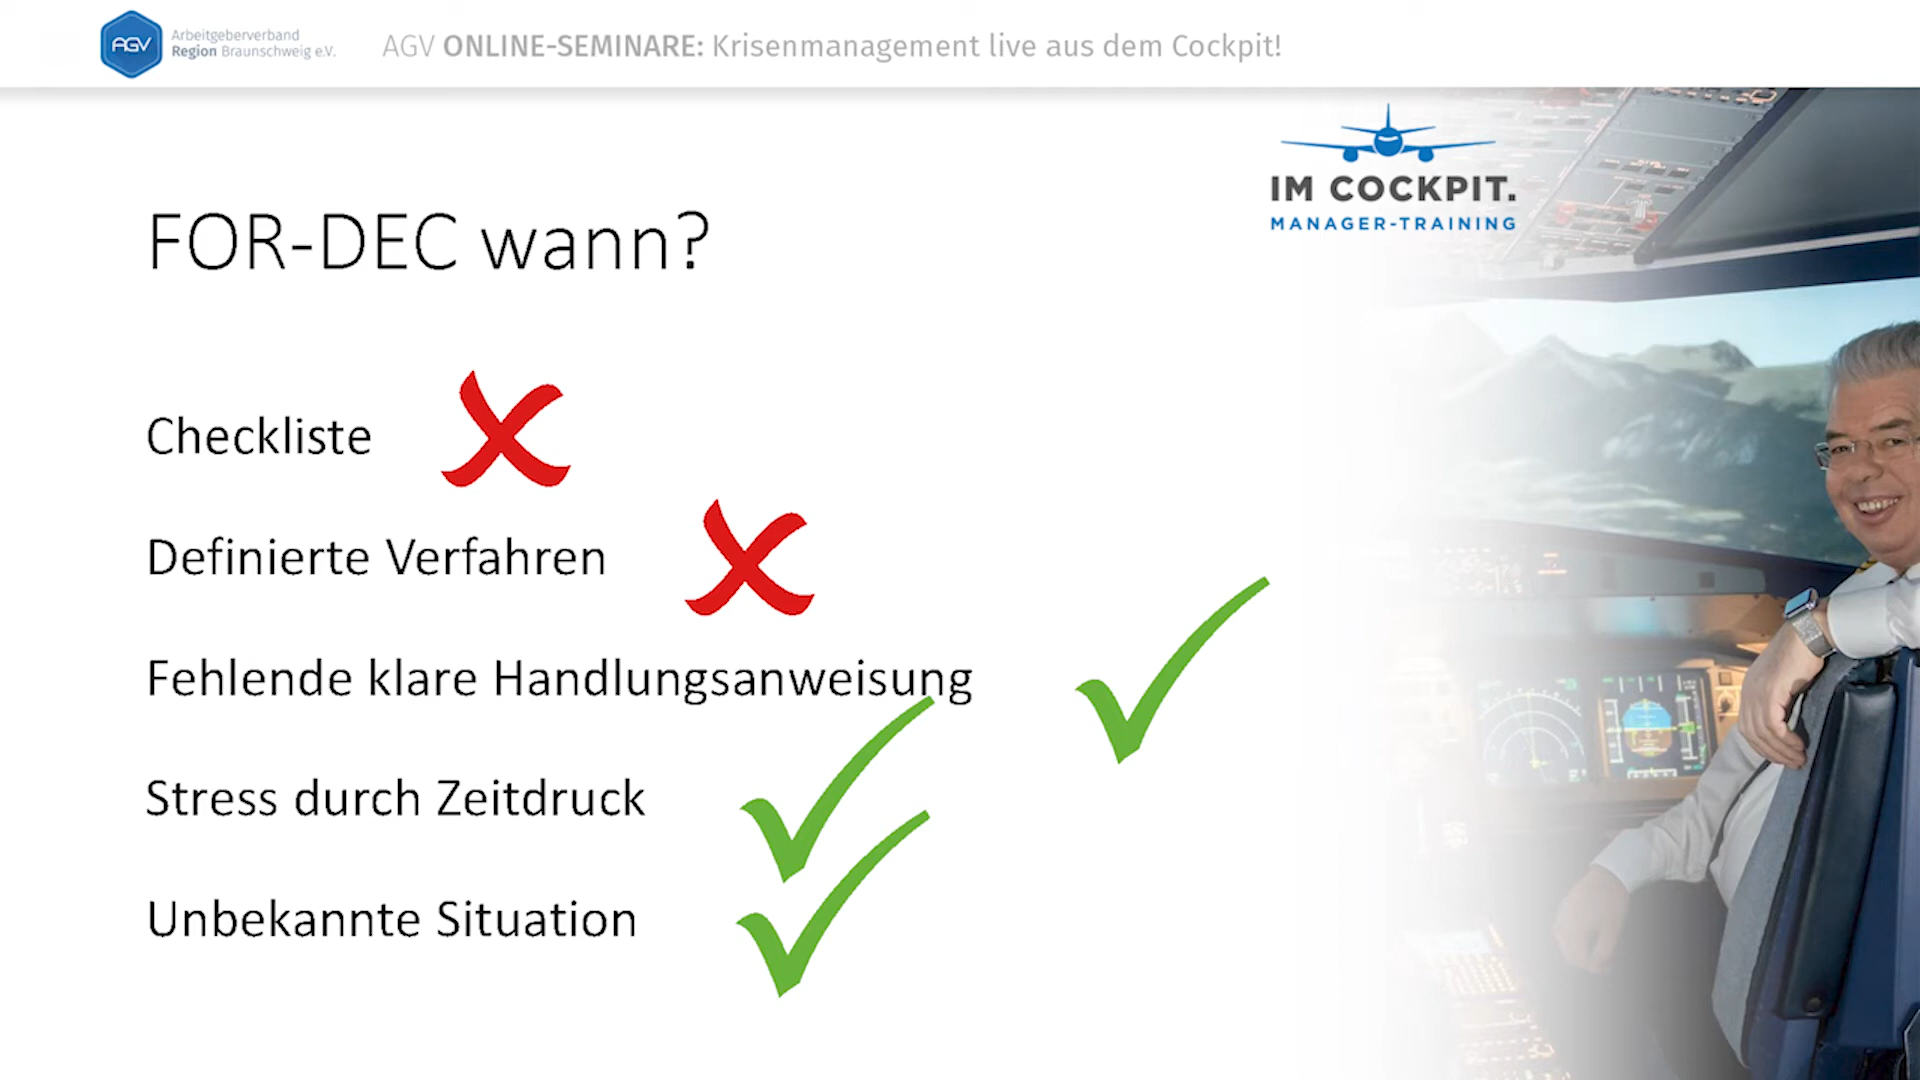 AGV
Arbeitgeberverband
Region Braunschweig e.V.
AGV ONLINE-SEMINARE: Krisenmanagement live aus dem Cockpit!
IM COCKPIT.
MANAGER-TRAINING
FOR-DEC wann?
Checkliste
Definierte Verfahren
Fehlende klare Handlungsanweisung
Stress durch Zeitdruck
Unbekannte Situation